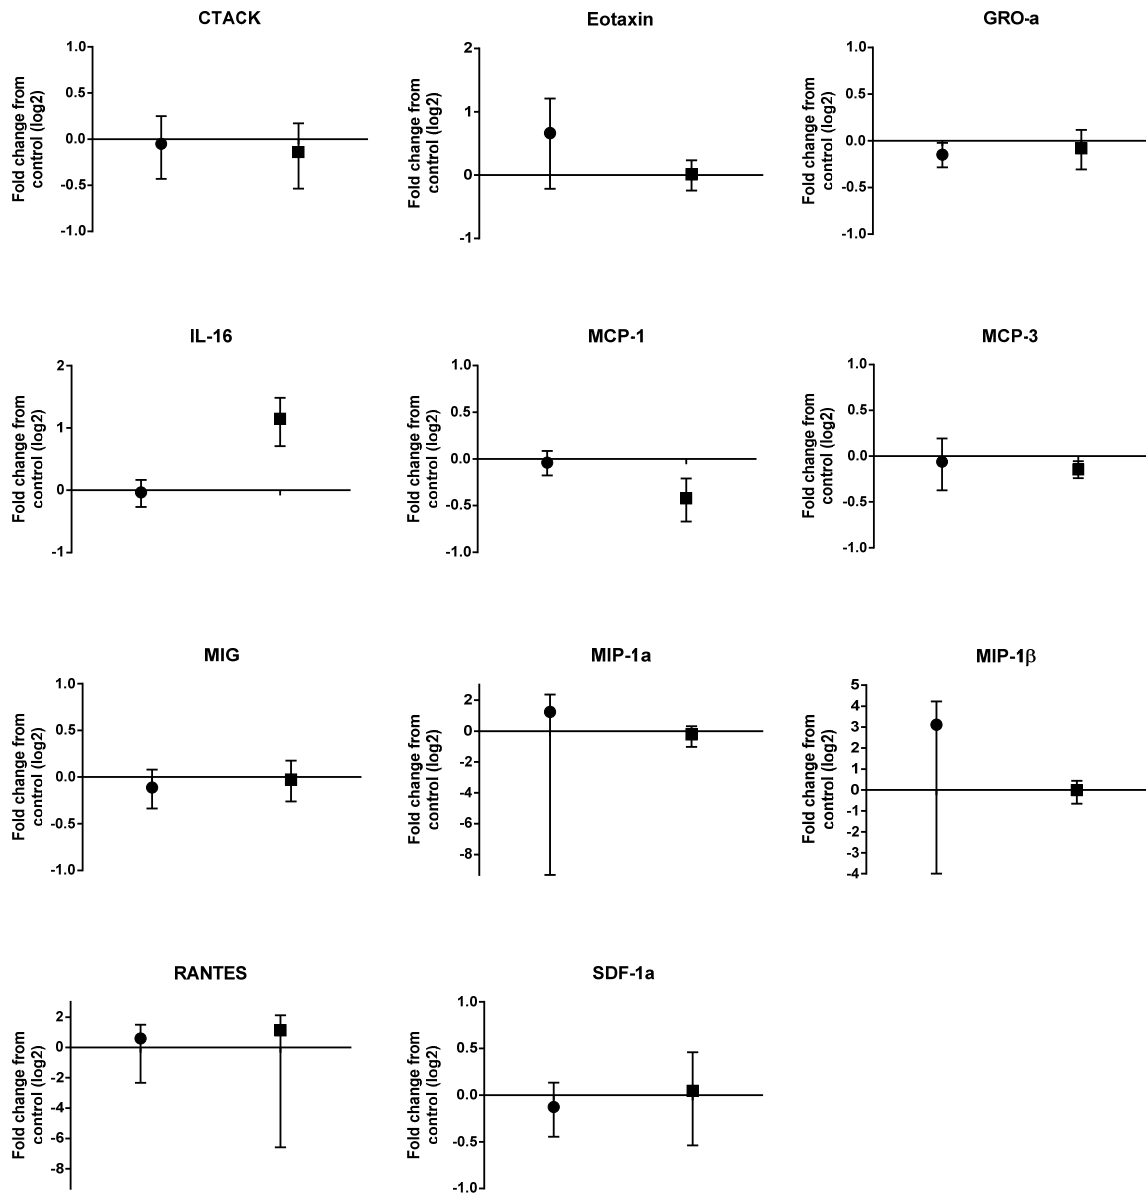 CTACK
Fold change from
control (log2)
1.0
0.5
0.0
-0.5
-1.0
Eotaxin
Fold change from
control (log2)
2
1
0
-1
GRO-a
Fold change from
control (log2)
1.0
0.5
0.0
-0.5
-1.0
IL-16
Fold change from
control (log2)
2
1
0
-1
MCP-1
Fold change from
control (log2)
1.0
0.5
0.0
-0.5
-1.0
MCP-3
Fold change from
control (log2)
1.0
0.5
0.0
-0.5
-1.0
MIG
Fold change from
control (log2)
1.0
0.5
0.0
-0.5
-1.0
MIP-1a
Fold change from
control (log2)
2
0
-2
-4
-6
-8
MIP-1β
Fold change from
control (log2)
5
4
3
2
1
0
-1
-2
-3
-4
RANTES
Fold change from
control (log2)
2
0
-2
-4
-6
-8
SDF-1a
Fold change from
control (log2)
1.0
0.5
0.0
-0.5
-1.0